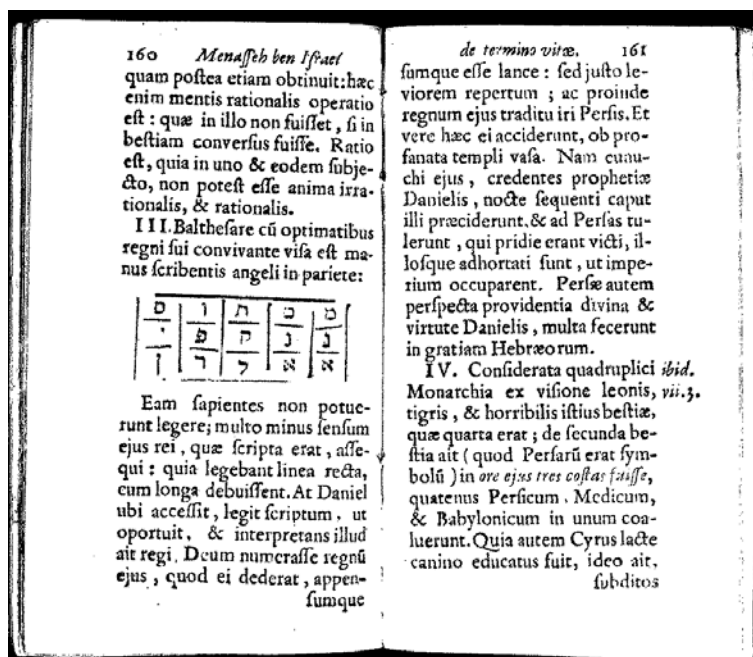 160 Menaſſeh ben Iſrael
quam poſtea etiam obtinuit: hæc
enim mentis rationalis operatio
eſt : quæ in illo non fuiſſet, ſi in
beſtiam converſus fuiſſe. Ratio
eſt, quia in uno & eodem ſubje-
cto, non poteſt eſſe anima irra-
tionalis, & rationalis.
III. Baltheſare cū optimatibus
regni ſui convivante viſa eſt ma-
nus ſcribentis angeli in pariete:
מ מ ת ו ס
נ נ ק פ י
א א ל ר ן
Eam ſapientes non potue-
runt legere; multo minus ſenſum
ejus rei, quæ ſcripta erat, aſſe-
qui : quia legebant linea recta,
cum longa debuiſſent. At Daniel
ubi acceſſit, legit ſcriptum, ut
oportuit, & interpretans illud
ait regi, Deum numeraſſe regnū
ejus, quod ei dederat, appen-
ſumque
de termino vitæ. 161
ſumque eſſe lance : ſed juſto le-
viorem repertum ; ac proinde
regnum ejus traditu iri Perſis. Et
vere hæc ei acciderunt, ob pro-
fanata templi vaſa. Nam eunu-
chi ejus, credentes prophetiæ
Danielis, nocte ſequenti caput
illi præciderunt, & ad Perſas tu-
lerunt, qui pridie erant victi, il-
loſque adhortati ſunt, ut impe-
rium occuparent. Perſæ autem
perſpecta providentia divina &
virtute Danielis, multa fecerunt
in gratiam Hebræorum.
IV. Conſiderata quadruplici ibid.
Monarchia ex viſione leonis, vii.3.
tigris, & horribilis iſtius beſtiæ,
quæ quarta erat; de ſecunda be-
ſtia ait ( quod Perſarū erat ſym-
bolū ) in ore ejus tres coſtas fuiſſe,
quatenus Perſicum, Medicum,
& Babylonicum in unum coa-
luerunt. Quia autem Cyrus lacte
canino educatus fuit, ideo ait,
ſubditos